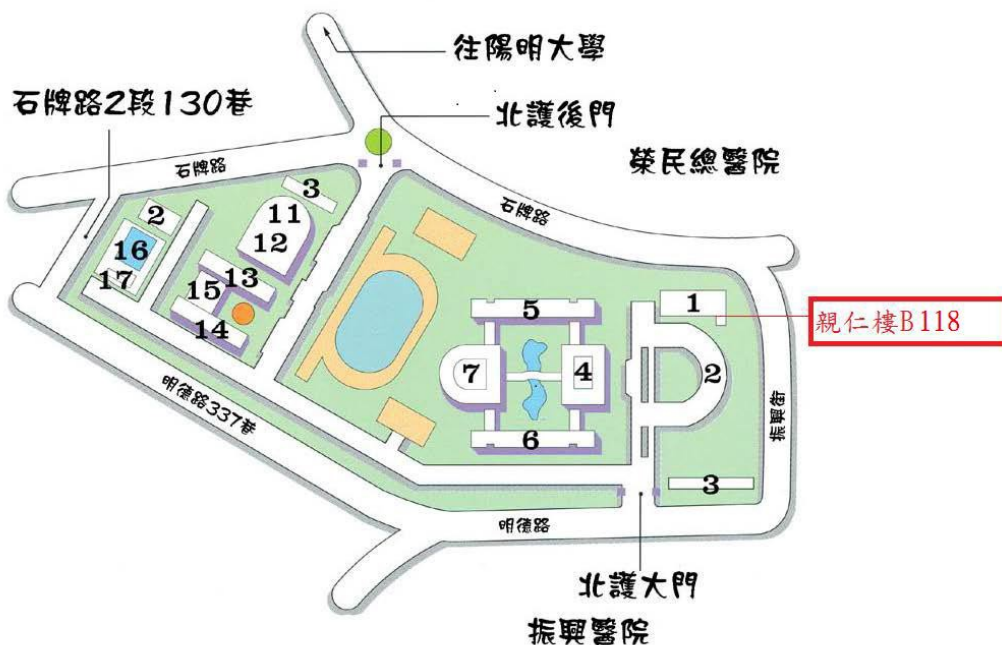 往陽明大學
石牌路2段130巷
北護後門
榮民總醫院
石牌路
石牌路
3
11
12
2
16
17
13
15
14
5
7
4
6
1
親仁樓B118
2
3
振興街
明德路337巷
明德路
北護大門
振興醫院